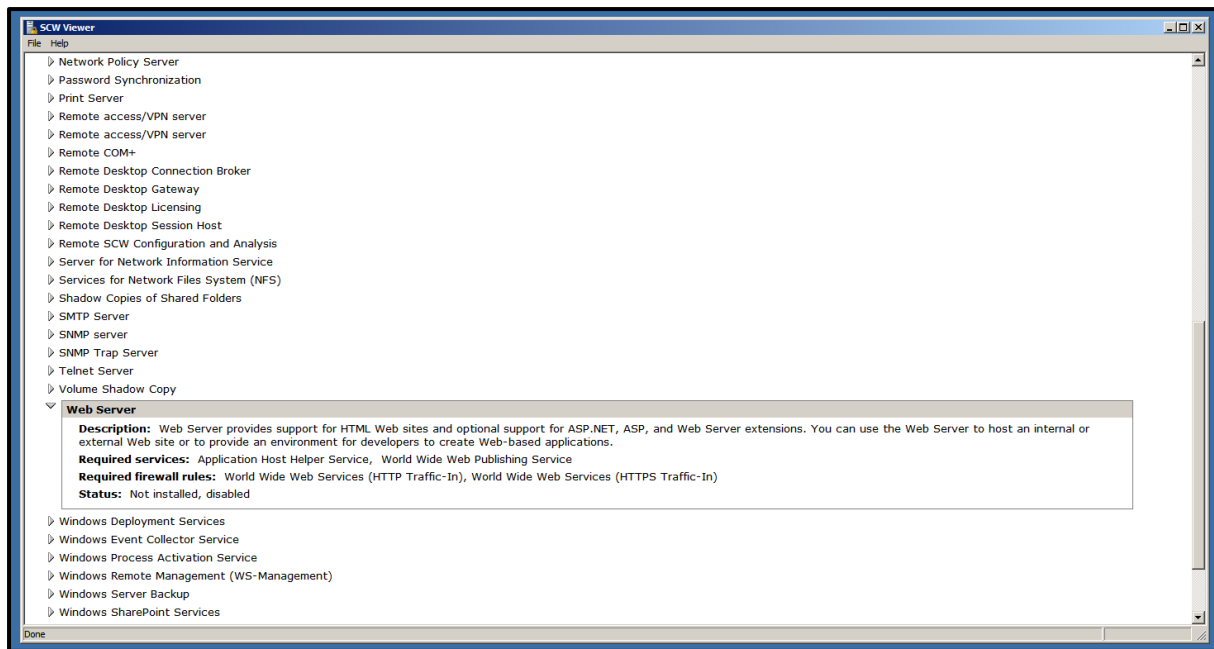 SCW Viewer
File Help
Network Policy Server
Password Synchronization
Print Server
Remote access/VPN server
Remote access/VPN server
Remote COM+
Remote Desktop Connection Broker
Remote Desktop Gateway
Remote Desktop Licensing
Remote Desktop Session Host
Remote SCW Configuration and Analysis
Server for Network Information Service
Services for Network Files System (NFS)
Shadow Copies of Shared Folders
SMTP Server
SNMP server
SNMP Trap Server
Telnet Server
Volume Shadow Copy
Web Server
Description: Web Server provides support for HTML Web sites and optional support for ASP.NET, ASP, and Web Server extensions. You can use the Web Server to host an internal or
external Web site or to provide an environment for developers to create Web-based applications.
Required services: Application Host Helper Service, World Wide Web Publishing Service
Required firewall rules: World Wide Web Services (HTTP Traffic-In), World Wide Web Services (HTTPS Traffic-In)
Status: Not installed, disabled
Windows Deployment Services
Windows Event Collector Service
Windows Process Activation Service
Windows Remote Management (WS-Management)
Windows Server Backup
Windows SharePoint Services
Done